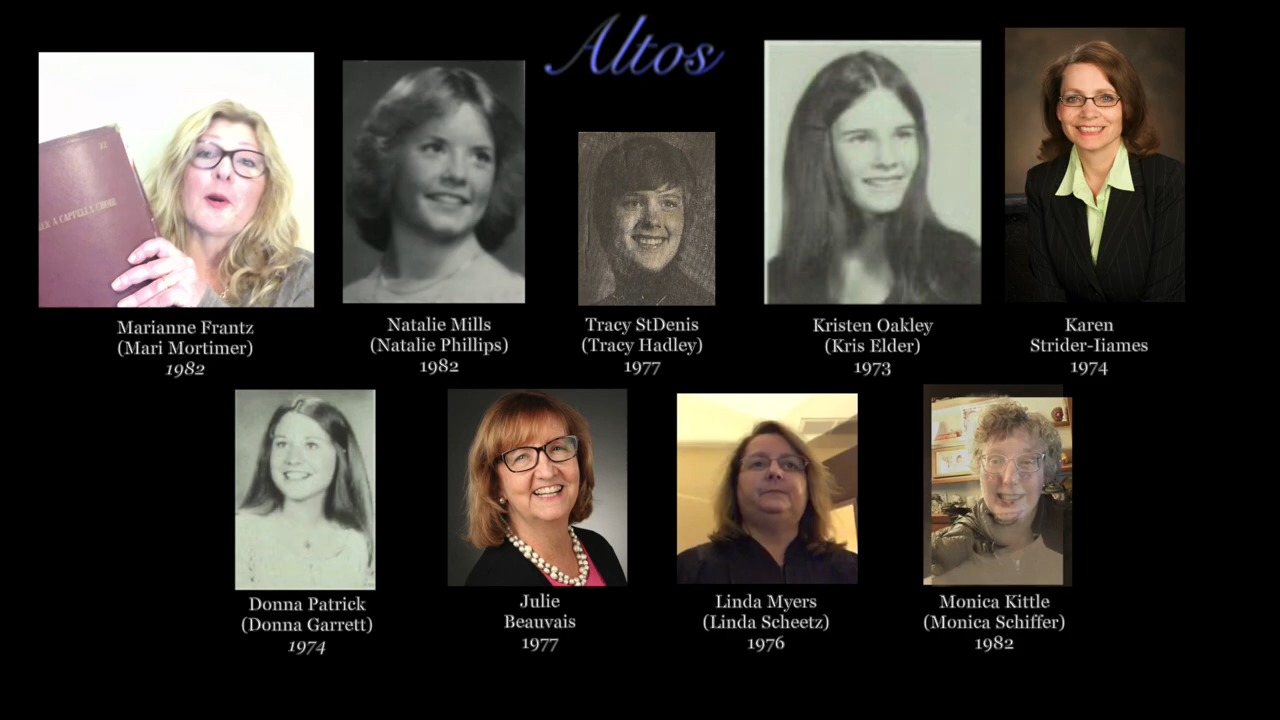 Altos
A CAPPELLA CHOIR
Marianne Frantz
(Mari Mortimer)
1982
Natalie Mills
(Natalie Phillips)
1982
Tracy StDenis
(Tracy Hadley)
1977
Kristen Oakley
(Kris Elder)
1973
Karen
Strider-Iiames
1974
Donna Patrick
(Donna Garrett)
1974
Julie
Beauvais
1977
Linda Myers
(Linda Scheetz)
1976
Monica Kittle
(Monica Schiffer)
1982